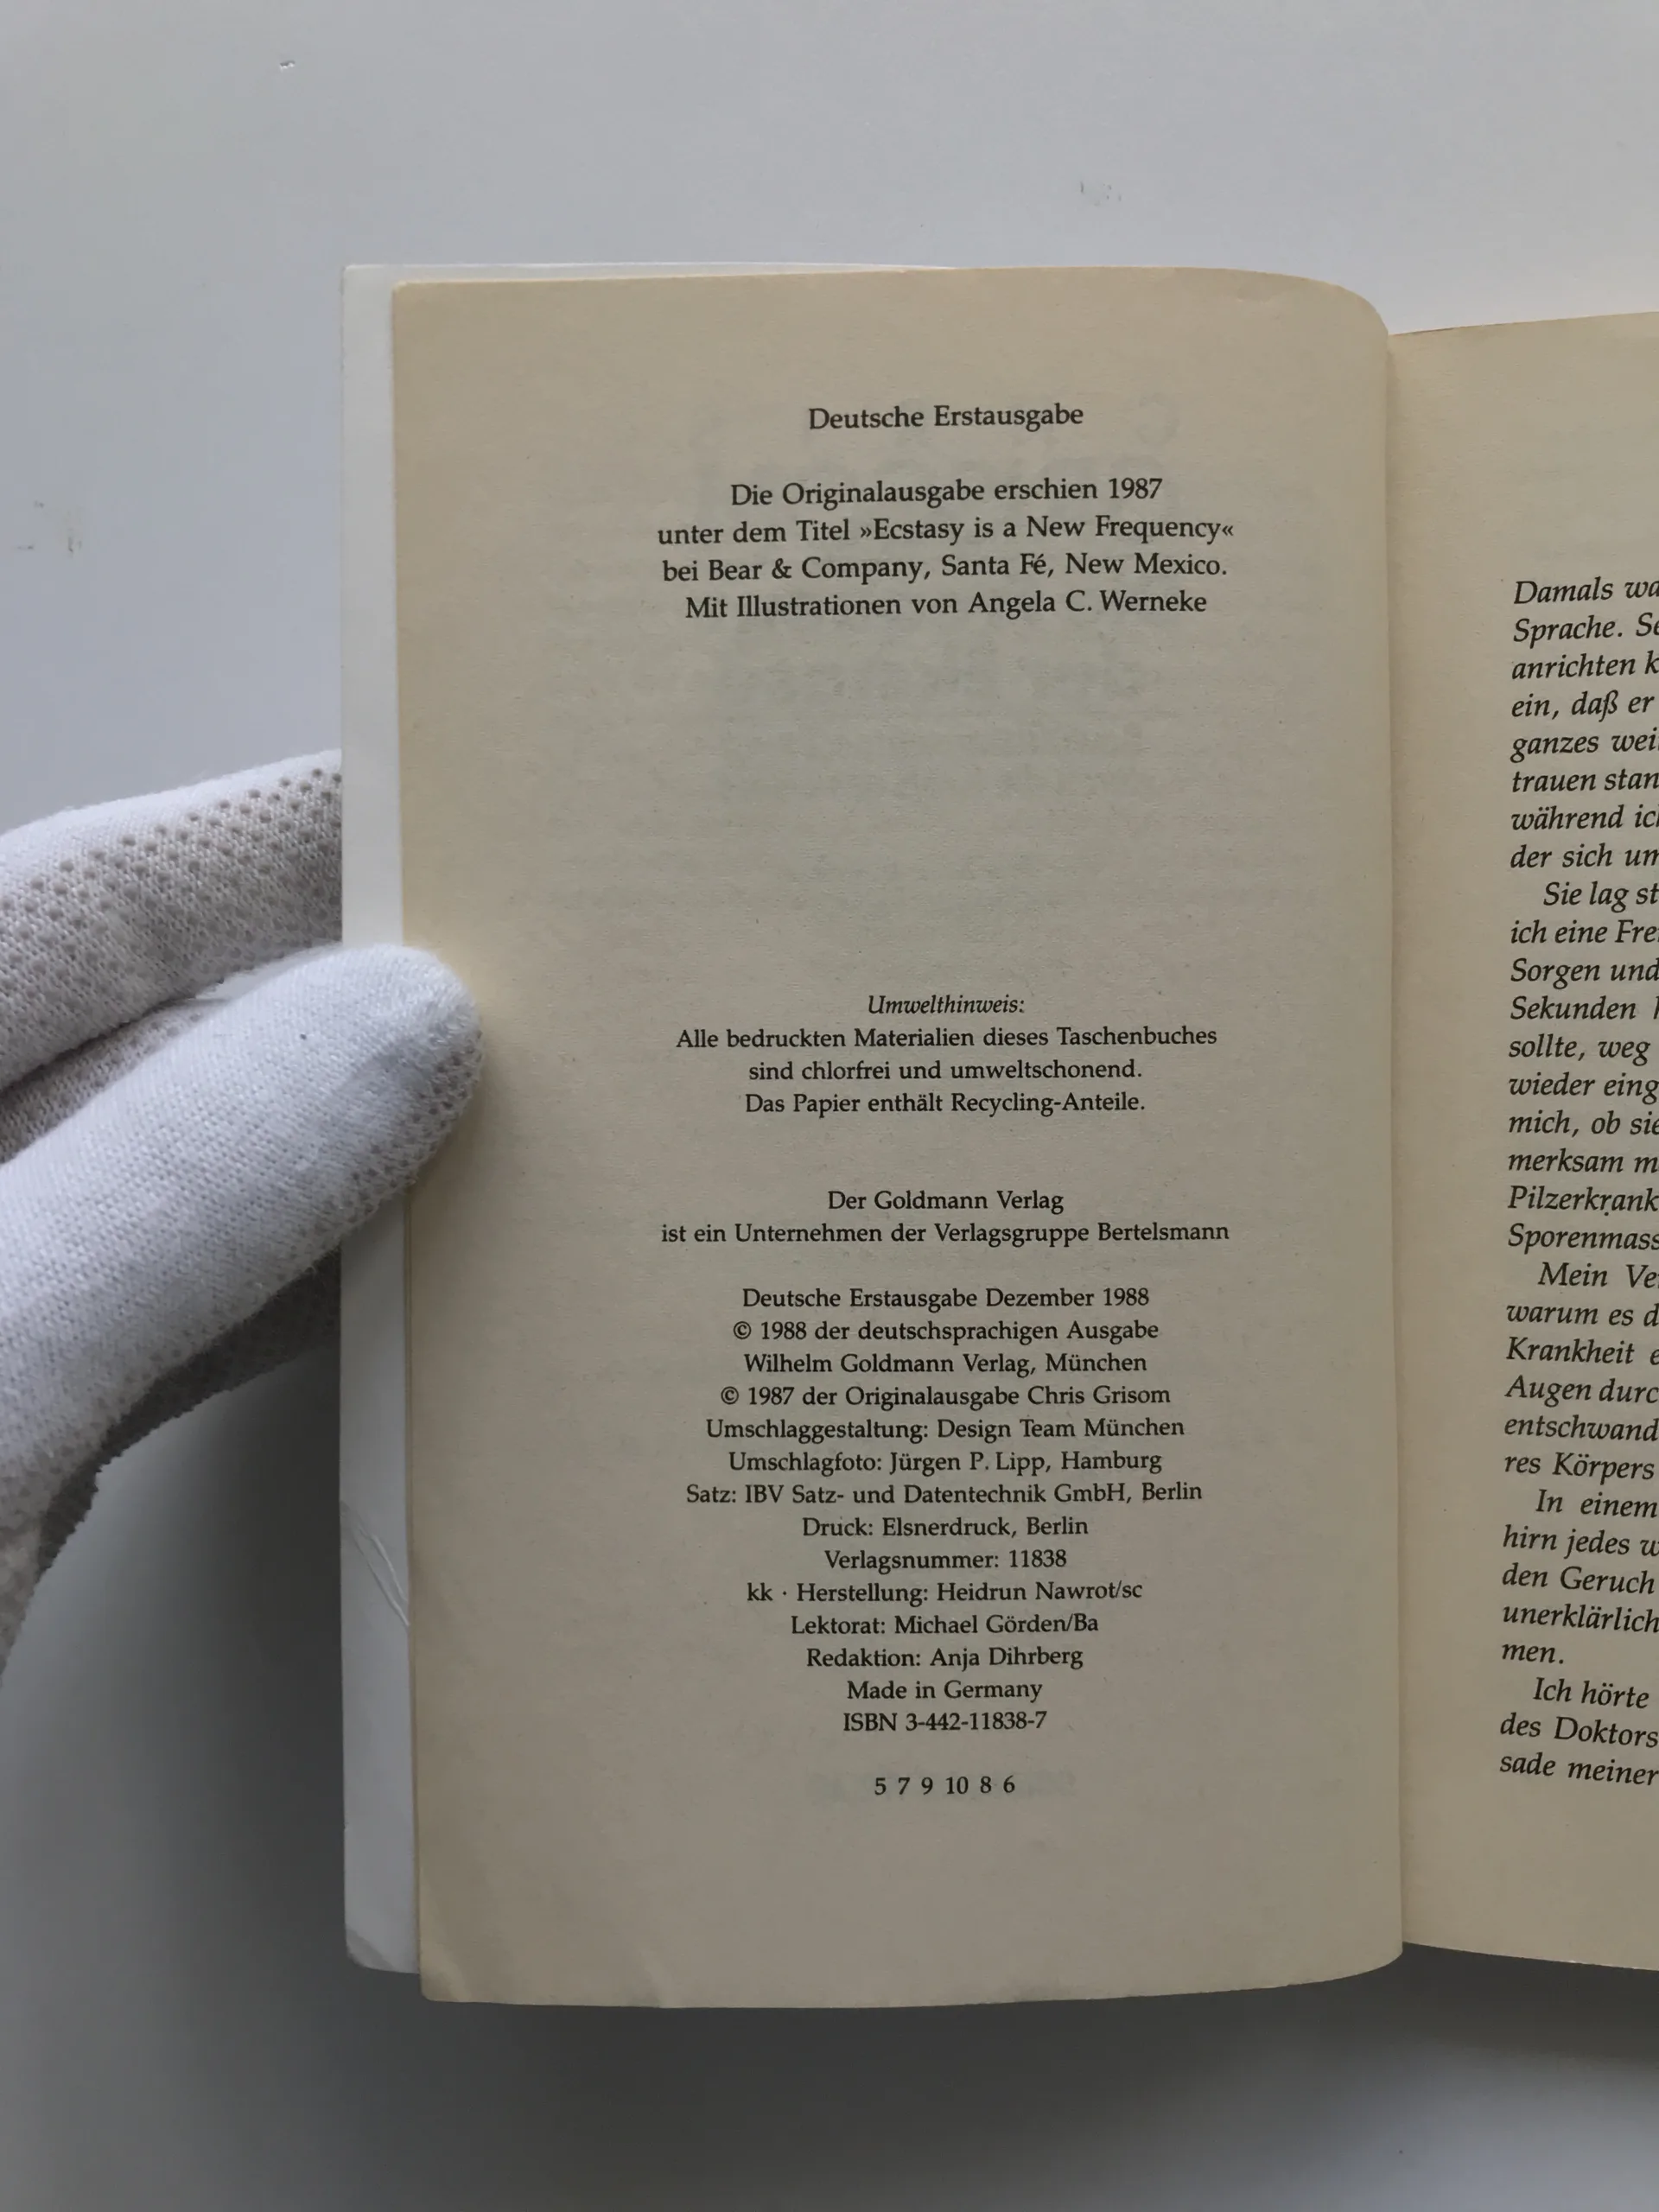 Deutsche Erstausgabe
Die Originalausgabe erschien 1987
unter dem Titel »Ecstasy is a New Frequency«
bei Bear & Company, Santa Fé, New Mexico.
Mit Illustrationen von Angela C. Werneke
Umwelthinweis:
Alle bedruckten Materialien dieses Taschenbuches
sind chlorfrei und umweltschonend.
Das Papier enthält Recycling-Anteile.
Der Goldmann Verlag
ist ein Unternehmen der Verlagsgruppe Bertelsmann
Deutsche Erstausgabe Dezember 1988
© 1988 der deutschsprachigen Ausgabe
Wilhelm Goldmann Verlag, München
© 1987 der Originalausgabe Chris Grisom
Umschlaggestaltung: Design Team München
Umschlagfoto: Jürgen P. Lipp, Hamburg
Satz: IBV Satz- und Datentechnik GmbH, Berlin
Druck: Elsnerdruck, Berlin
Verlagsnummer: 11838
kk · Herstellung: Heidrun Nawrot/sc
Lektorat: Michael Görden/Ba
Redaktion: Anja Dihrberg
Made in Germany
ISBN 3-442-11838-7
5 7 9 10 8 6
Damals
Sprache.
anrichten
ein, daß er
ganzes
trauen
während
der sich
Sie lag
ich eine
Sorgen und
Sekunden
sollte, weg
wieder
mich, ob
merksam
Pilzerkrank
Sporenmass
Mein
warum es
Krankheit
Augen
entschwand
res Körpers
In einem
hirn jedes
den Geruch
unerklärlich
men.
Ich hörte
des Doktors
sade meiner